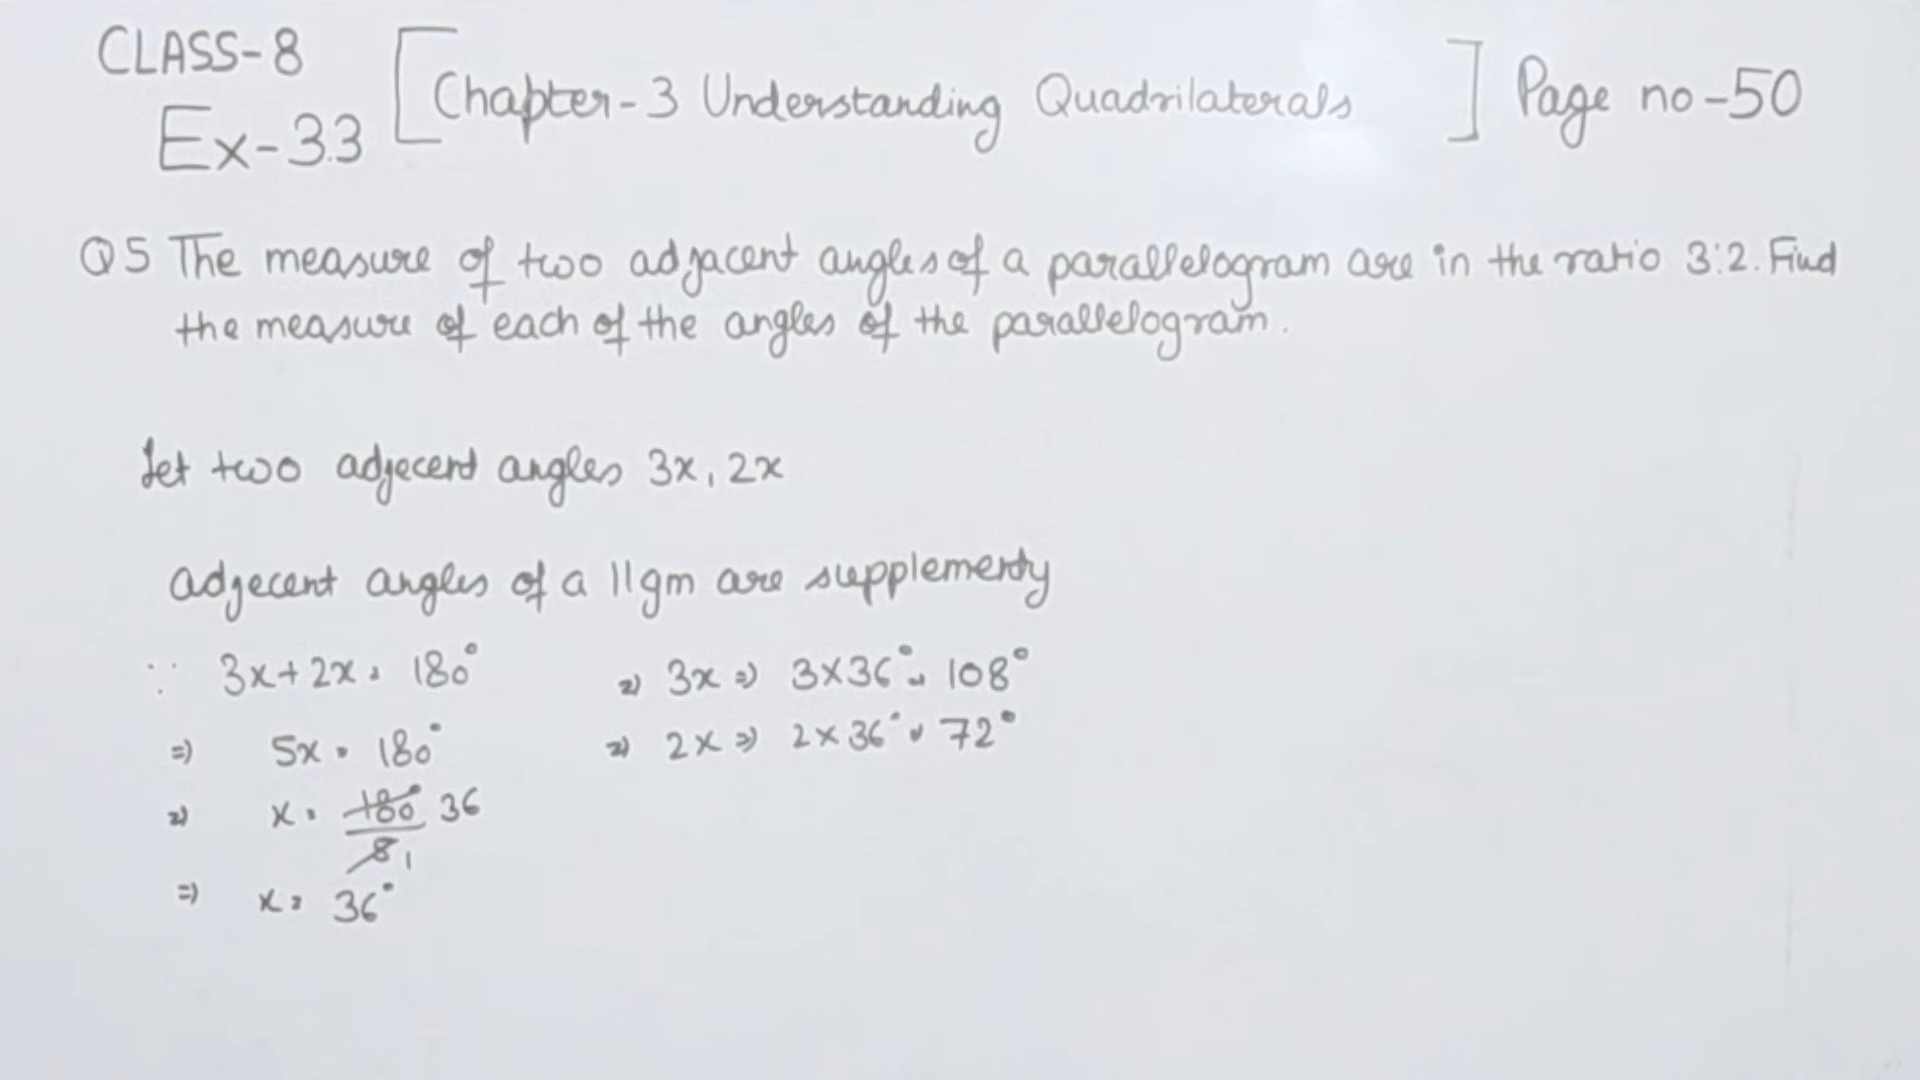 CLASS-8
Ex-3.3 [Chapter-3 Understanding Quadrilaterals] Page no-50
Q5 The measure of two adjacent angles of a parallelogram are in the ratio 3:2. Find
the measure of each of the angles of the parallelogram.
Let two adjecent angles 3x, 2x
adjecent angles of a ||gm are supplementy
∵ 3x+2x = 180°
⇒ 5x = 180°
⇒ x = 180°/5 36 1
⇒ x = 36°
⇒ 3x ⇒ 3×36° = 108°
⇒ 2x ⇒ 2×36° = 72°